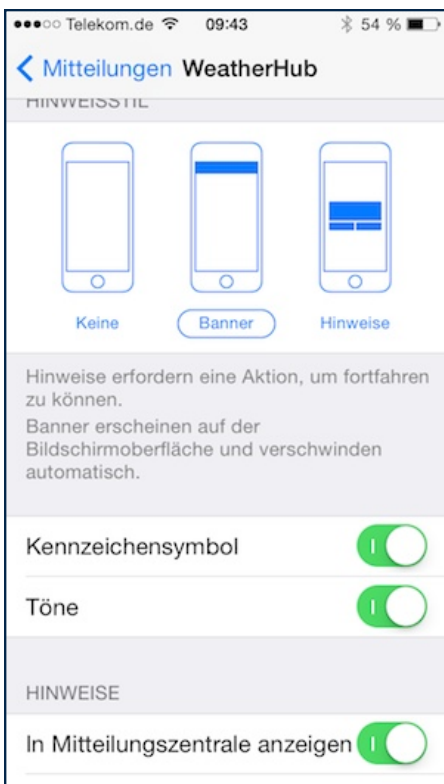 Telekom.de 09:43 54 %
Mitteilungen WeatherHub
HINWEISSTIL
Keine Banner Hinweise
Hinweise erfordern eine Aktion, um fortfahren
zu können.
Banner erscheinen auf der
Bildschirmoberfläche und verschwinden
automatisch.
Kennzeichensymbol
Töne
HINWEISE
In Mitteilungszentrale anzeigen